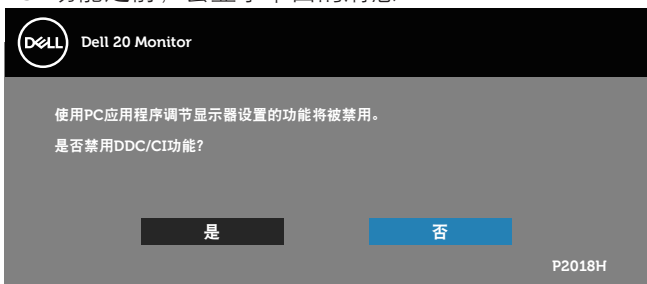 DELL Dell 20 Monitor
使用PC应用程序调节显示器设置的功能将被禁用。
是否禁用DDC/CI功能?
是 否
P2018H